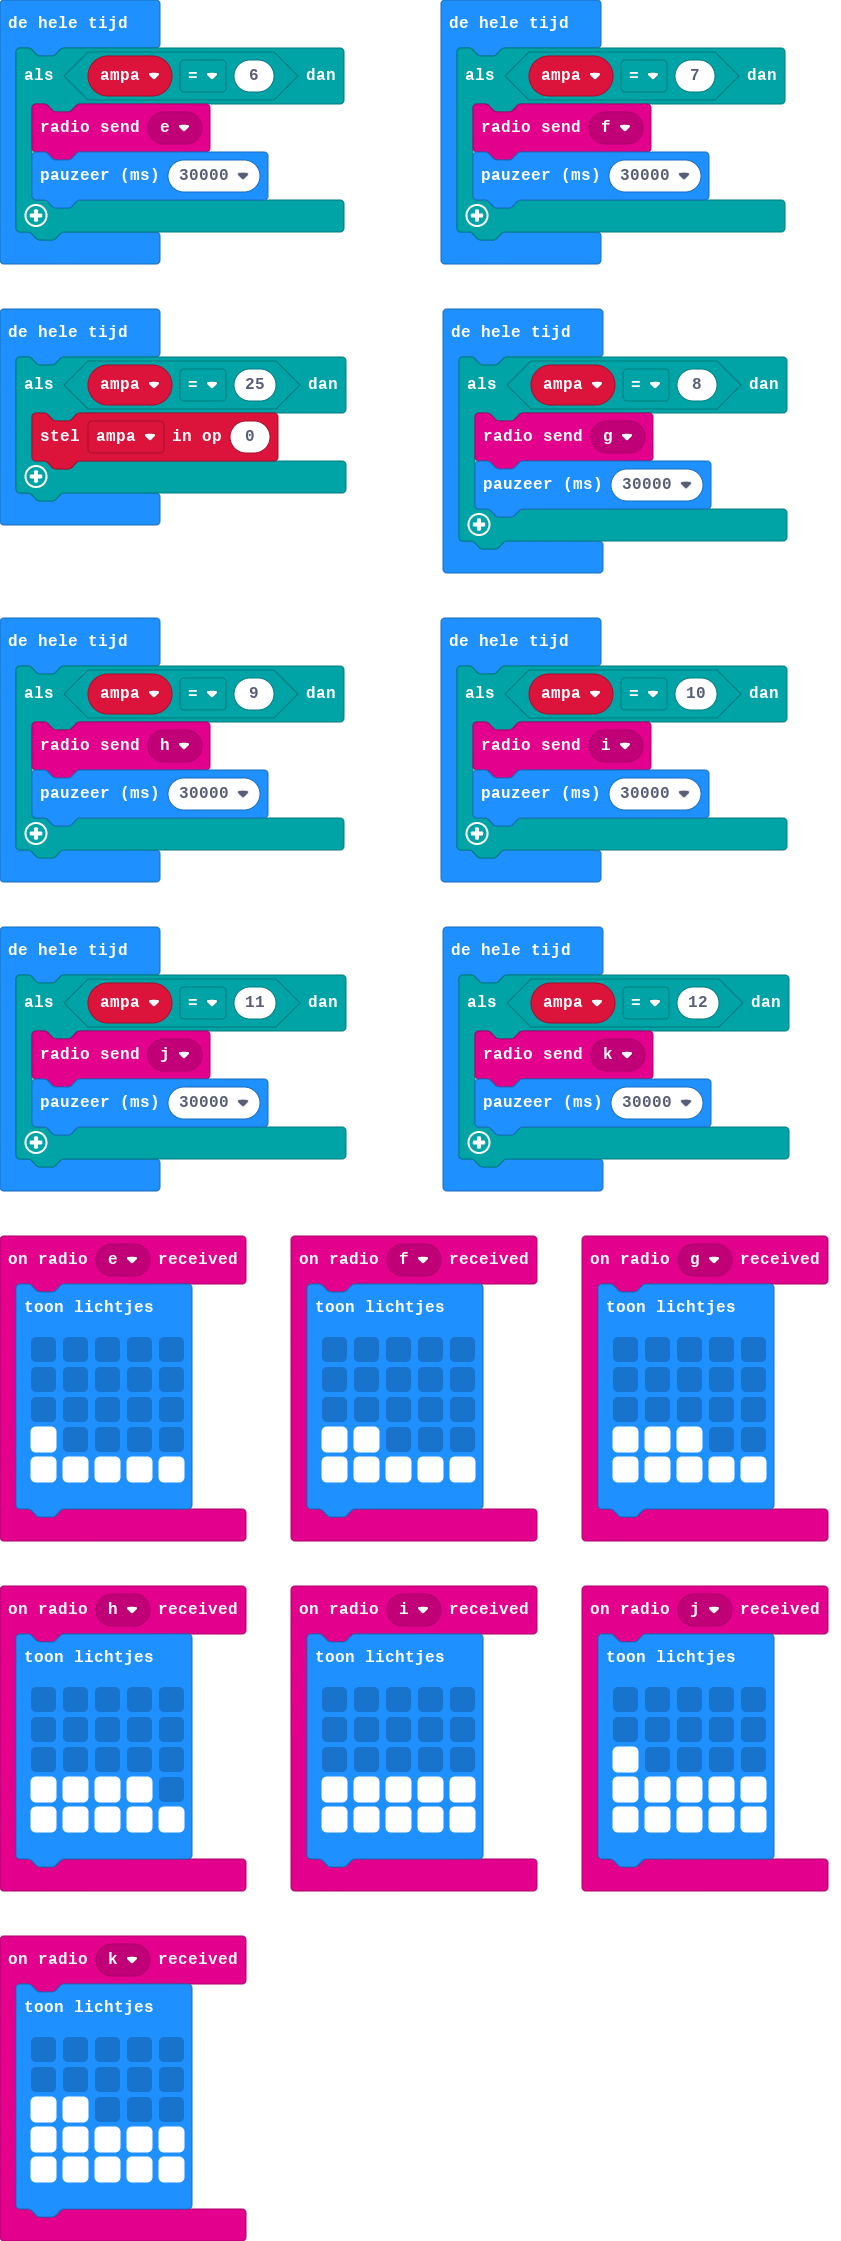 de hele tijd
als ampa = 6 dan
radio send e
pauzeer (ms) 30000
de hele tijd
als ampa = 7 dan
radio send f
pauzeer (ms) 30000
de hele tijd
als ampa = 25 dan
stel ampa in op 0
de hele tijd
als ampa = 8 dan
radio send g
pauzeer (ms) 30000
de hele tijd
als ampa = 9 dan
radio send h
pauzeer (ms) 30000
de hele tijd
als ampa = 10 dan
radio send i
pauzeer (ms) 30000
de hele tijd
als ampa = 11 dan
radio send j
pauzeer (ms) 30000
de hele tijd
als ampa = 12 dan
radio send k
pauzeer (ms) 30000
on radio e received
toon lichtjes
on radio f received
toon lichtjes
on radio g received
toon lichtjes
on radio h received
toon lichtjes
on radio i received
toon lichtjes
on radio j received
toon lichtjes
on radio k received
toon lichtjes